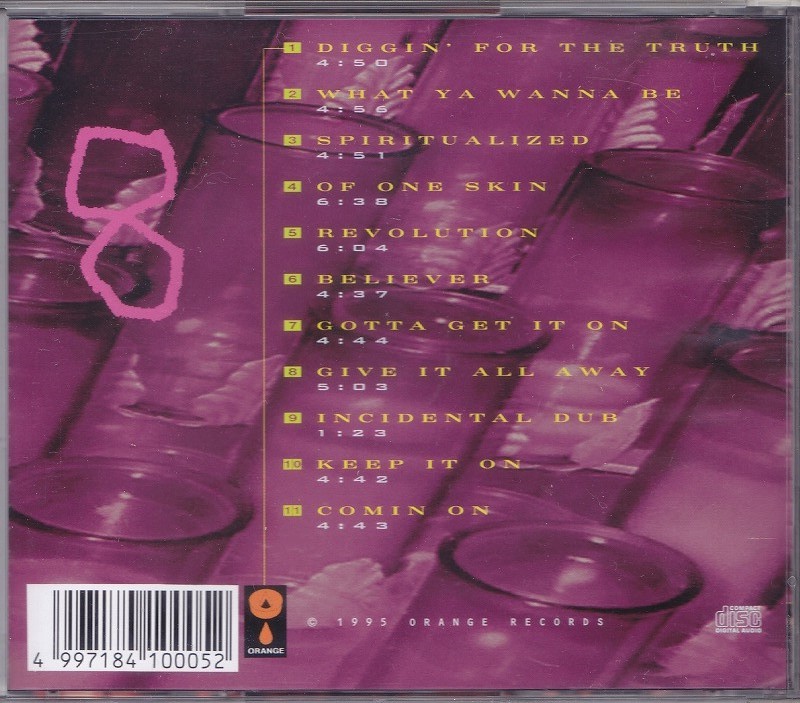 1 DIGGIN' FOR THE TRUTH
4:50
2 WHAT YA WANNA BE
4:56
3 SPIRITUALIZED
4:51
4 OF ONE SKIN
6:38
5 REVOLUTION
6:04
6 BELIEVER
4:37
7 GOTTA GET IT ON
4:44
8 GIVE IT ALL AWAY
5:03
9 INCIDENTAL DUB
1:23
10 KEEP IT ON
4:42
11 COMIN ON
4:43
8
4 997184 100052
ORANGE
© 1995 ORANGE RECORDS
COMPACT
disc
DIGITAL AUDIO